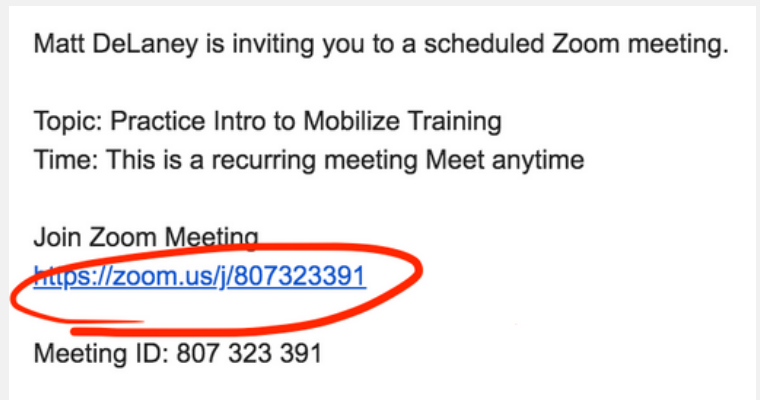 Matt DeLaney is inviting you to a scheduled Zoom meeting.
Topic: Practice Intro to Mobilize Training
Time: This is a recurring meeting Meet anytime
Join Zoom Meeting
https://zoom.us/j/807323391
Meeting ID: 807 323 391